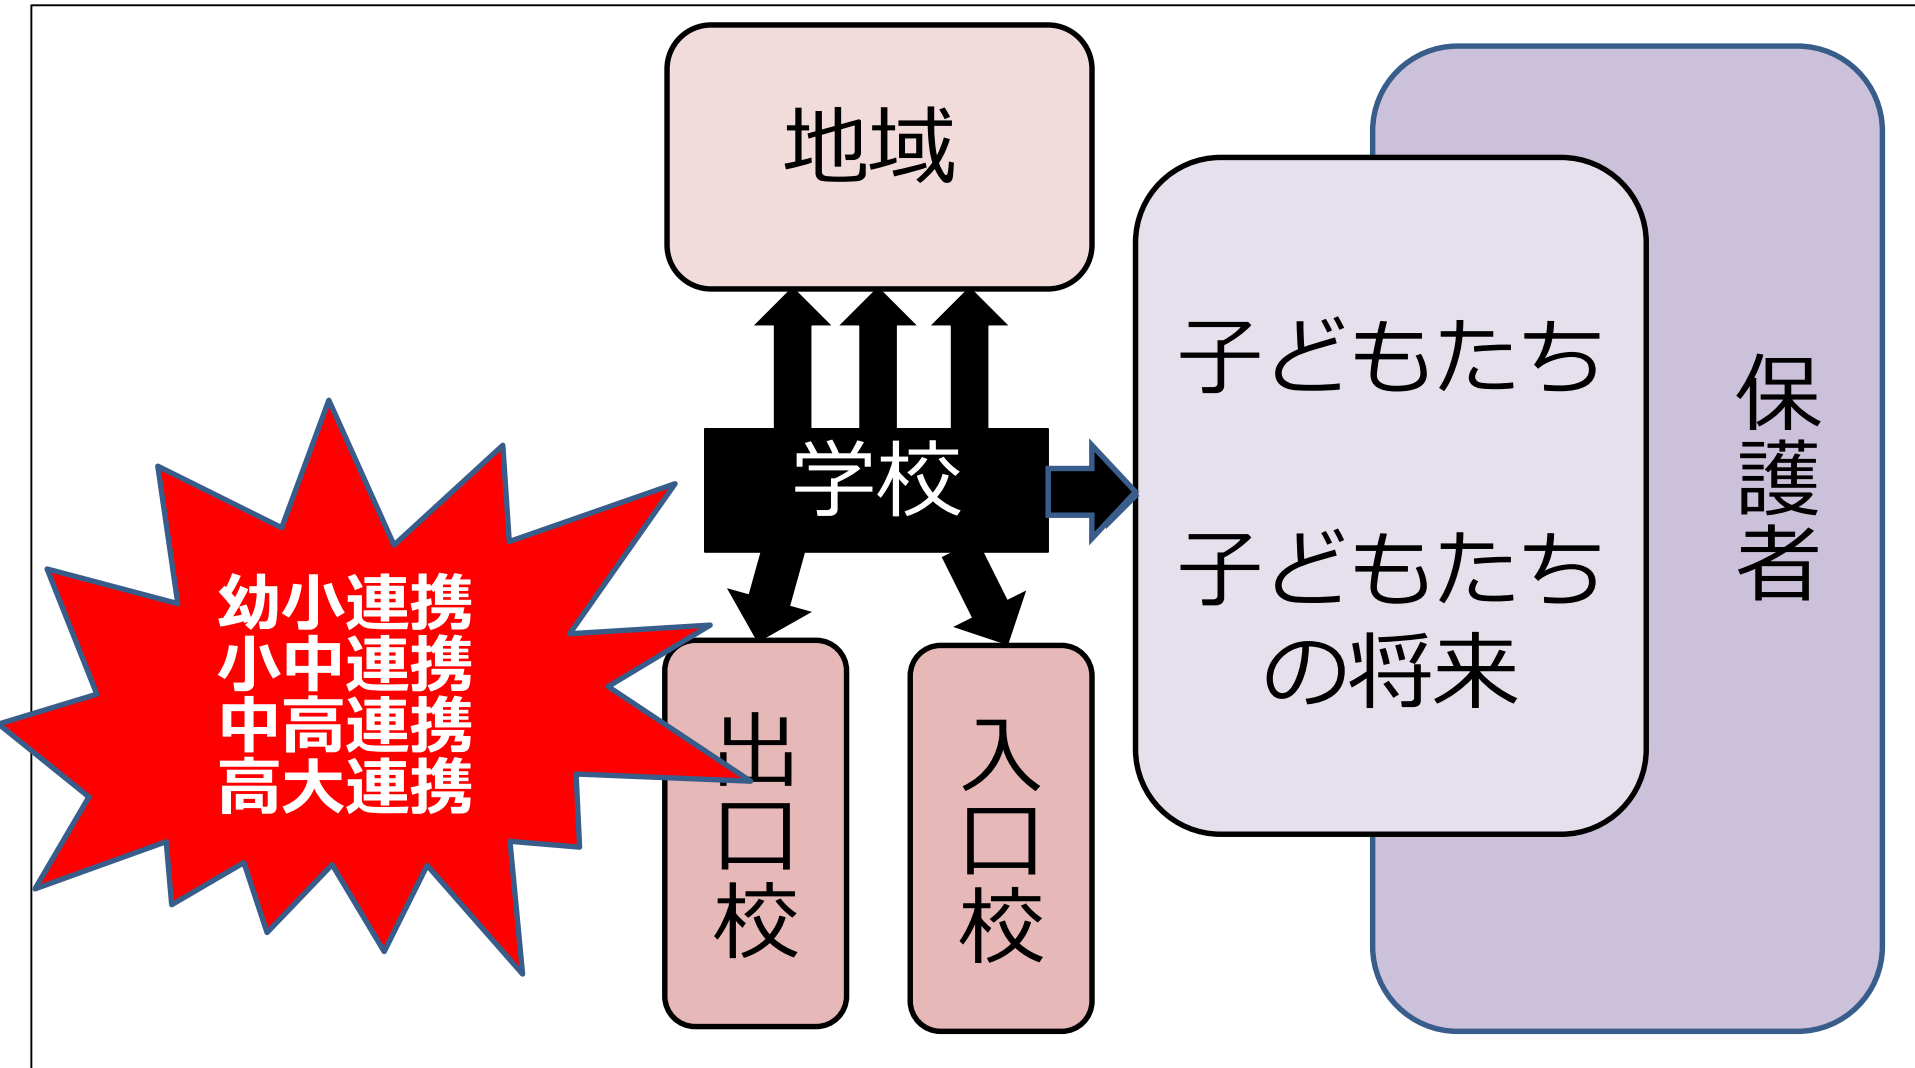 地域
学校
子どもたち
子どもたち
の将来
保護者
幼小連携
小中連携
中高連携
高大連携
出口校
入口校